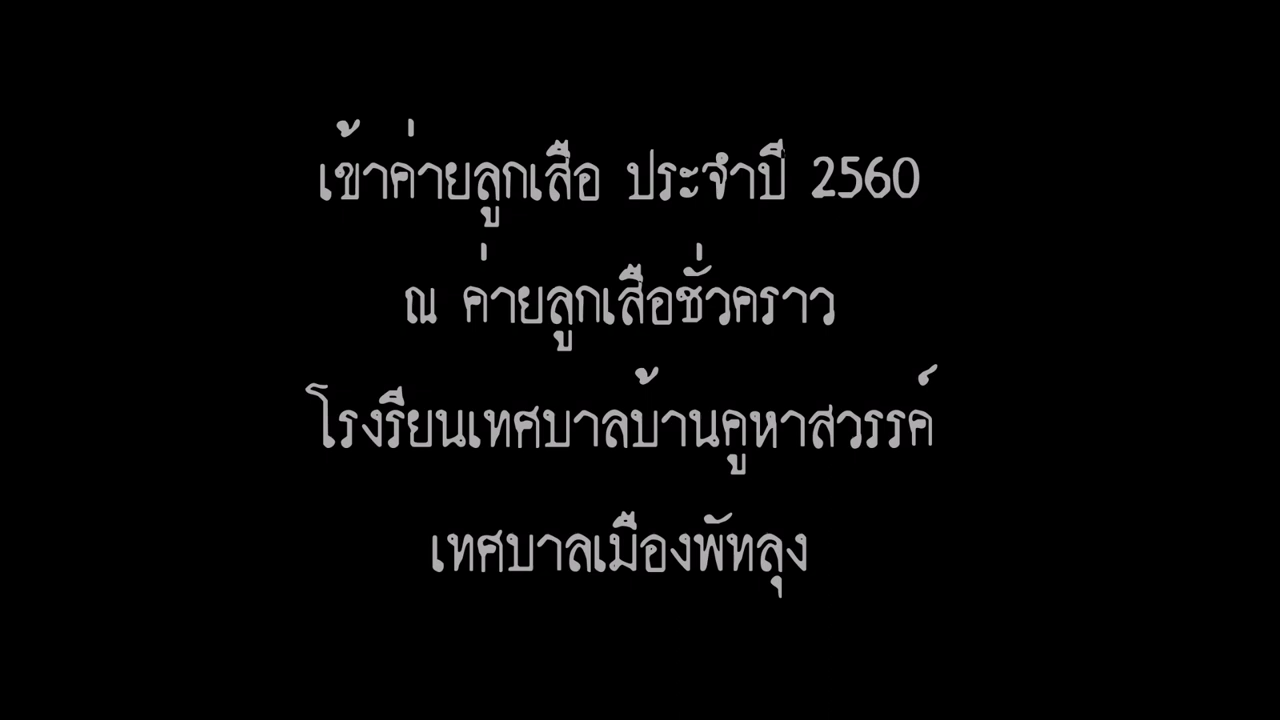 เข้าค่ายลูกเสือ ประจำปี 2560
ณ ค่ายลูกเสือชั่วคราว
โรงเรียนเทศบาลบ้านคูหาสวรรค์
เทศบาลเมืองพัทลุง